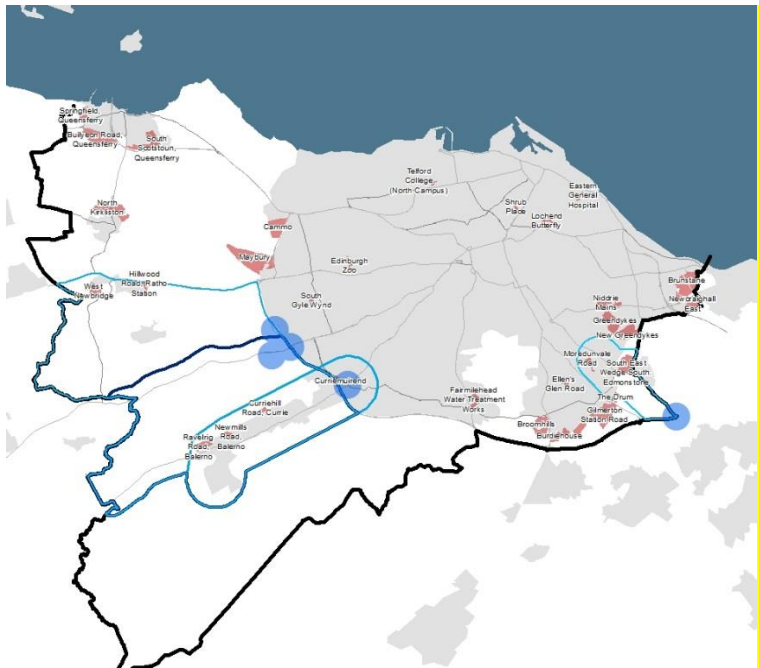 Springfield,
Queensferry
Builyeon Road,
Queensferry
South
Scotstoun,
Queensferry
Telford
College
(North Campus)
Eastern
General
Hospital
Shrub
Place
Lochend
Butterfly
North
Kirkliston
Cammo
Maybury
Edinburgh
Zoo
Hillwood
Road, Ratho
Station
West
Newbridge
South
Gyle Wynd
Brunstane
Newcraighall
East
Niddrie
Mains
Greendykes
New Greendykes
Moredunvale
Road
South East
Wedge South
Edmonstone
Ellen's
Glen Road
The Drum
Gilmerton
Station Road
Curriemuirend
Fairmilehead
Water Treatment
Works
Broomhills
Burdiehouse
Curriehill
Road, Currie
Newmills
Road,
Balerno
Ravelrig
Road,
Balerno